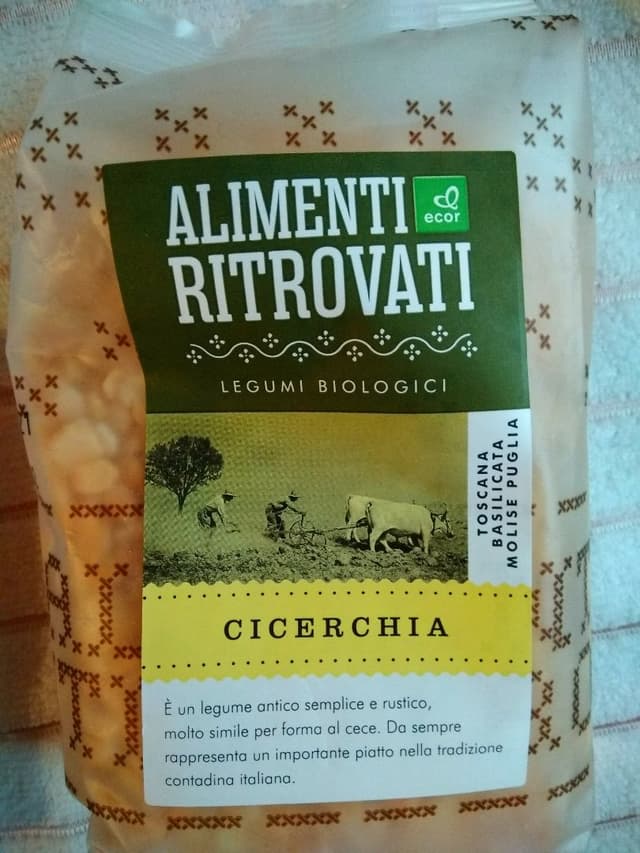 ALIMENTI
ecor
RITROVATI
LEGUMI BIOLOGICI
TOSCANA
BASILICATA
MOLISE PUGLIA
CICERCHIA
È un legume antico semplice e rustico,
molto simile per forma al cece. Da sempre
rappresenta un importante piatto nella tradizione
contadina italiana.